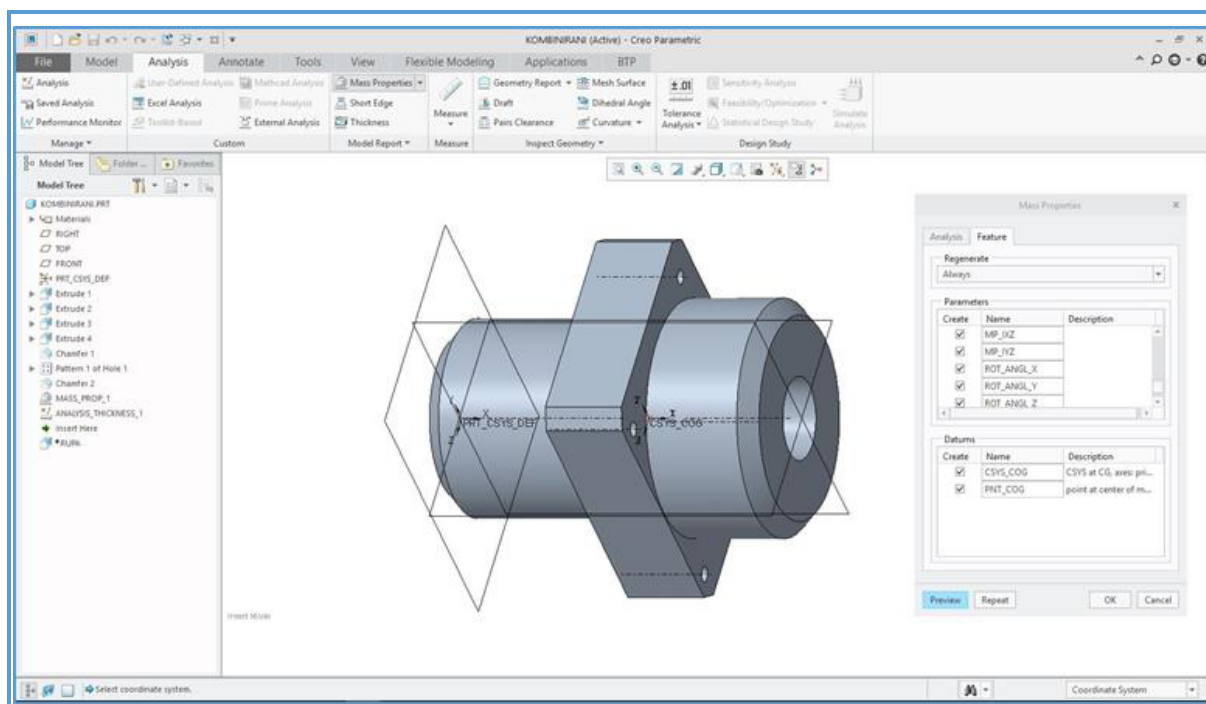 KOMBINIRANI (Active) - Creo Parametric
File Model Analysis Annotate Tools View Flexible Modeling Applications BTP
Analysis User Defined Analysis Mathcad Analysis Mass Properties Geometry Report Mesh Surface Sensitivity Analysis
Saved Analysis Excel Analysis Prime Analysis Short Edge Measure Draft Dihedral Angle ±.01 Tolerance Analysis Feasibility/Optimization Simulate Analysis
Performance Monitor Toolkit-Based External Analysis Thickness Pairs Clearance Curvature Statistical Design Study
Manage Custom Model Report Measure Inspect Geometry Design Study
Model Tree Folder ... Favorites
Model Tree
KOMBINIRANI.PRT
Materials
RIGHT
TOP
FRONT
PRT_CSYS_DEF
Extrude 1
Extrude 2
Extrude 3
Extrude 4
Chamfer 1
Pattern 1 of Hole 1
Chamfer 2
MASS_PROP_1
ANALYSIS_THICKNESS_1
Insert Here
*RUPA
X
PRT_CSYS_DEF
Z
CSYS_COG
Insert Mode
Mass Properties
Analysis Feature
Regenerate
Always
Parameters
Create Name Description
MP_IXZ
MP_IYZ
ROT_ANGL_X
ROT_ANGL_Y
ROT_ANGL_Z
Datums
Create Name Description
CSYS_COG CSYS at CG, axes: pri...
PNT_COG point at center of m...
Preview Repeat OK Cancel
Select coordinate system.
Coordinate System